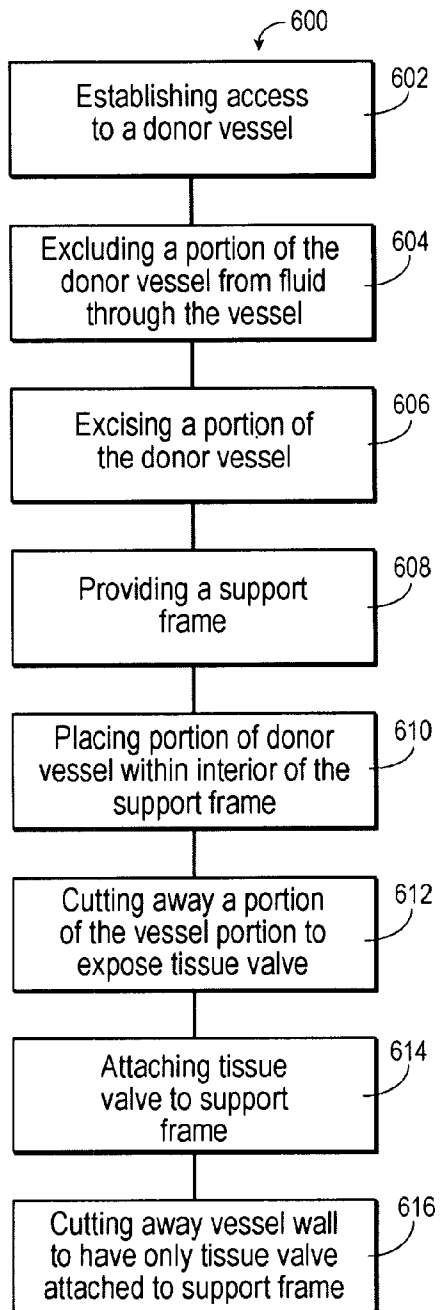 600
Establishing access
to a donor vessel
602
Excluding a portion of the
donor vessel from fluid
through the vessel
604
Excising a portion of
the donor vessel
606
Providing a support
frame
608
Placing portion of donor
vessel within interior of the
support frame
610
Cutting away a portion
of the vessel portion to
expose tissue valve
612
Attaching tissue
valve to support
frame
614
Cutting away vessel wall
to have only tissue valve
attached to support frame
616